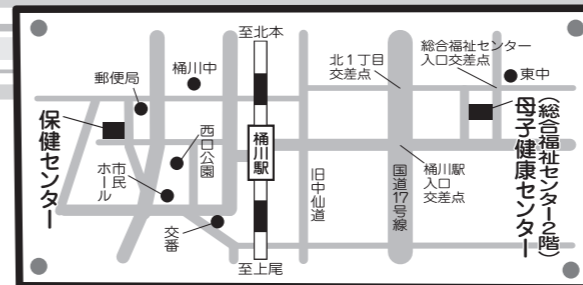 至北本
総合福祉センター
入口交差点
北1丁目
交差点
東中
桶川中
郵便局
保健センター
西口公園
桶川駅
市民
ホール
旧中仙道
国道17号線
桶川駅
入口
交差点
(総合福祉センター2階)
母子健康センター
交番
至上尾